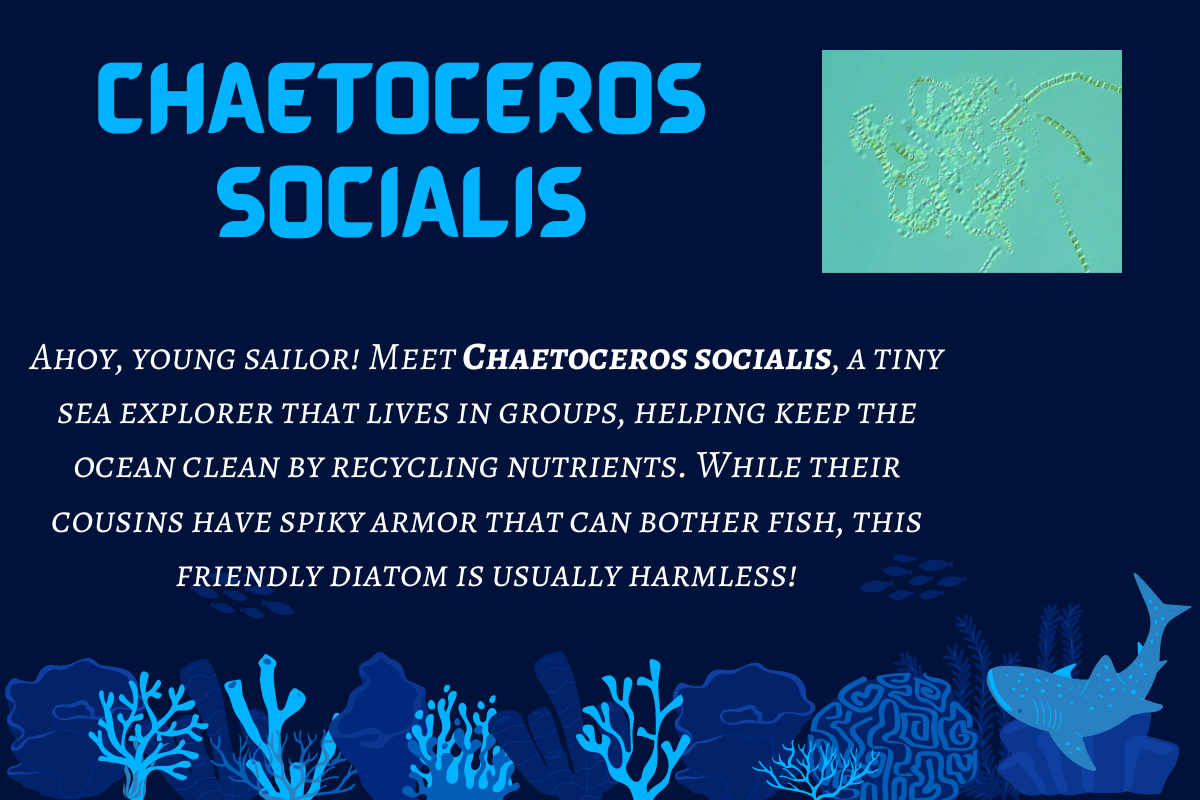 CHAETOCEROS
SOCIALIS
Ahoy, young sailor! Meet Chaetoceros socialis, a tiny
sea explorer that lives in groups, helping keep the
ocean clean by recycling nutrients. While their
cousins have spiky armor that can bother fish, this
friendly diatom is usually harmless!